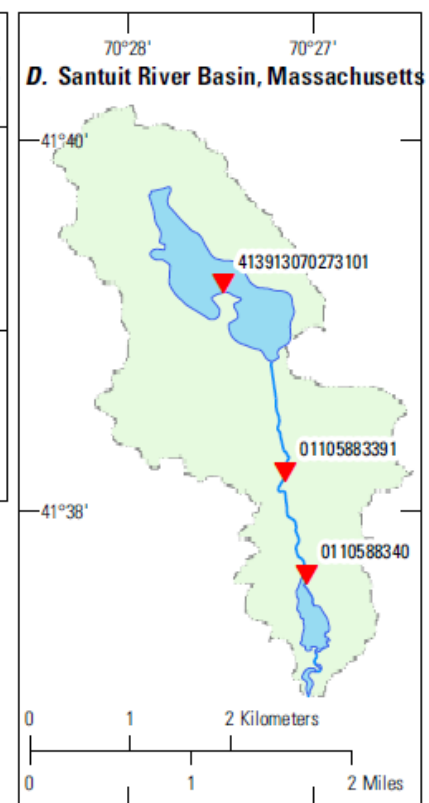 70°28' 70°27'
D. Santuit River Basin, Massachusetts
41°40'
413913070273101
01105883391
41°38'
0110588340
0 1 2 Kilometers
0 1 2 Miles